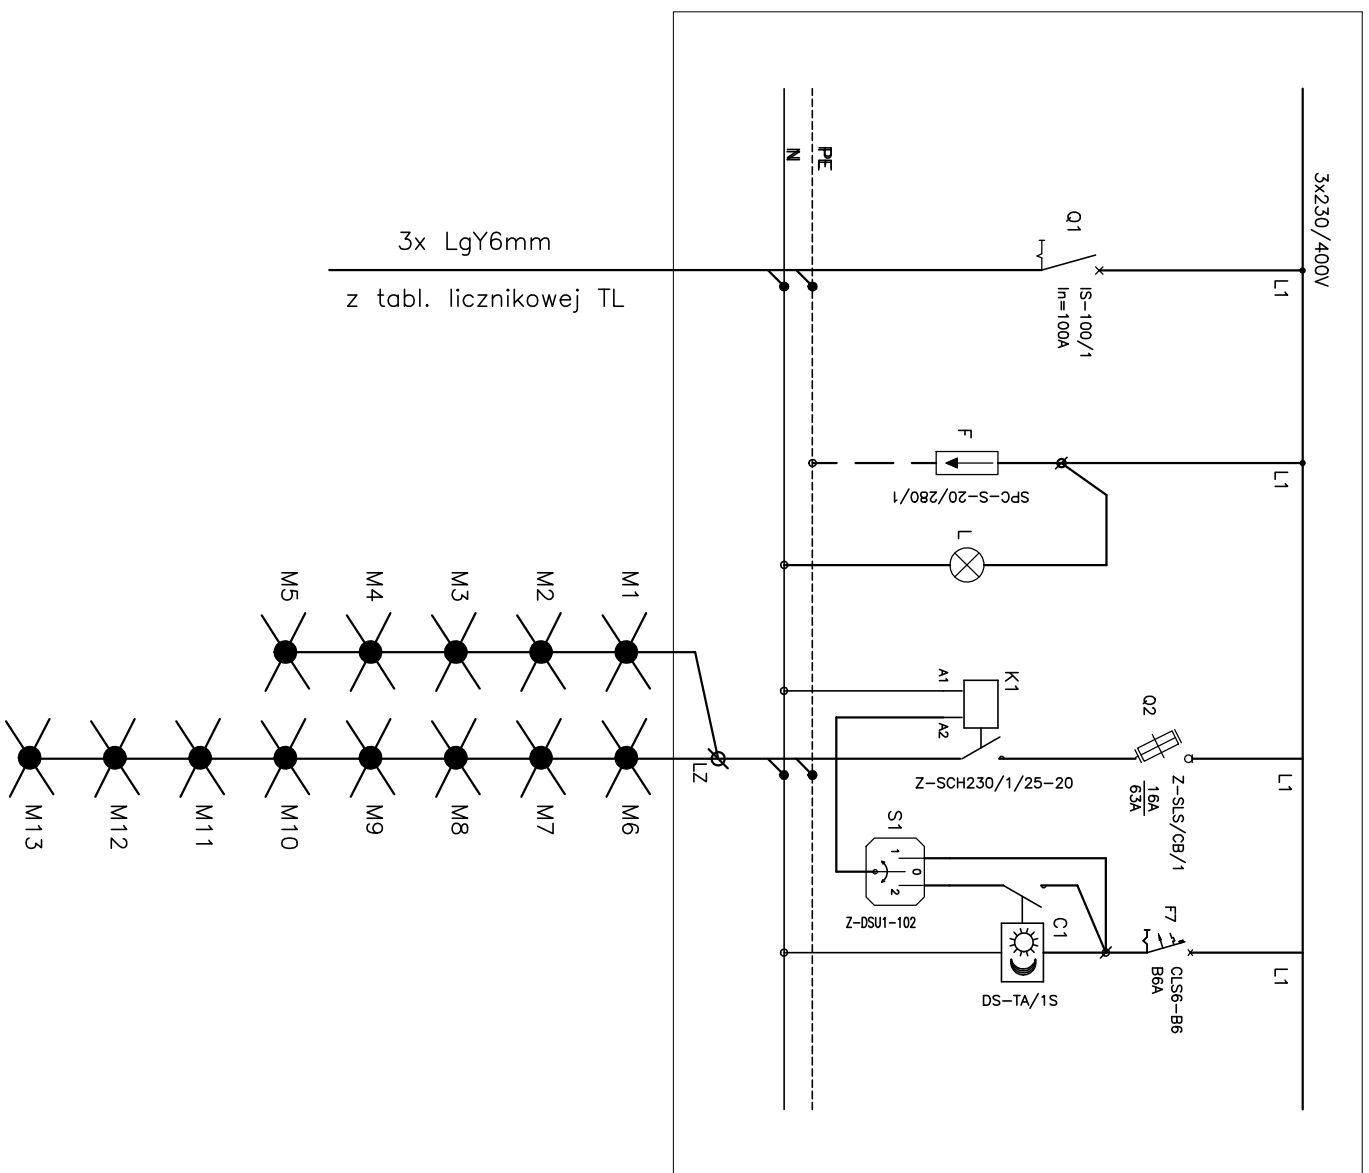 3x230/400V
L1
Q1
IS-100/1
In=100A
PE
N
3x LgY6mm
z tabl. licznikowej TL
L1
F
SPC-S-20/280/1
L
L1
Q2
Z-SLS/CB/1
16A
63A
K1
A1
A2
Z-SCH230/1/25-20
LZ
M1
M2
M3
M4
M5
M6
M7
M8
M9
M10
M11
M12
M13
S1
1
0
2
Z-DSU1-102
L1
F7
CLS6-B6
B6A
C1
DS-TA/1S